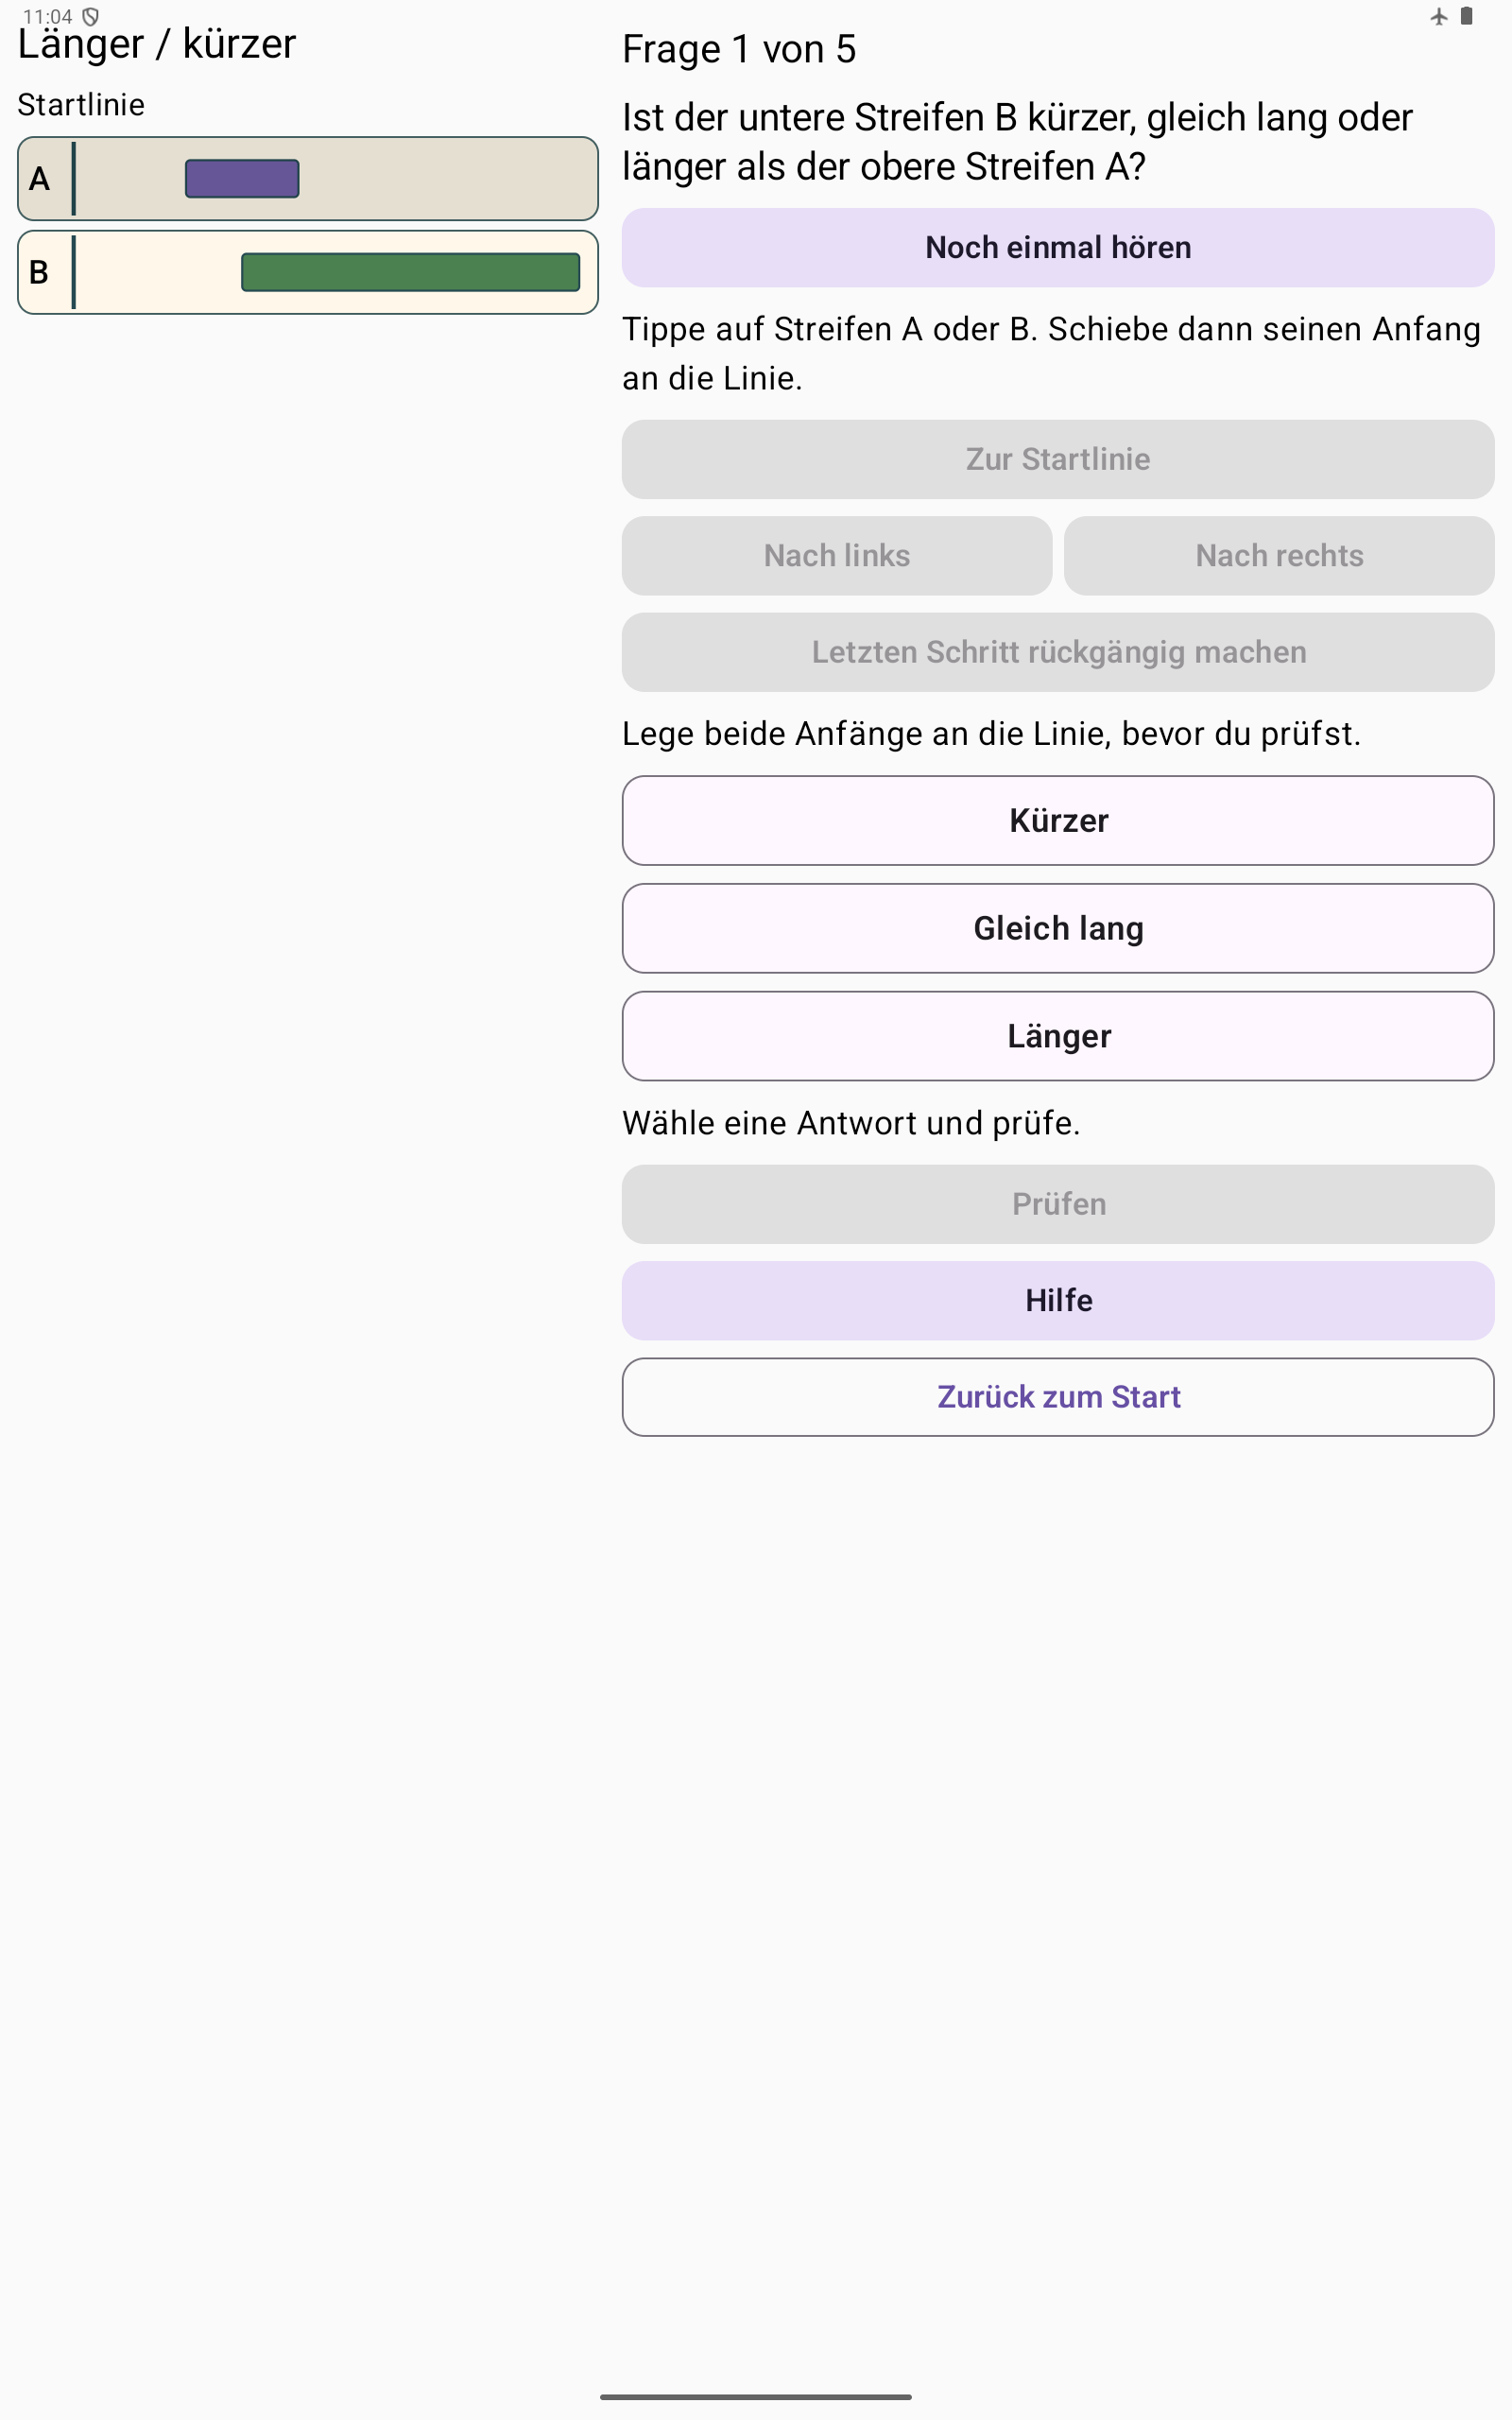 11:04
Länger / kürzer
Startlinie
A
B
Frage 1 von 5
Ist der untere Streifen B kürzer, gleich lang oder
länger als der obere Streifen A?
Noch einmal hören
Tippe auf Streifen A oder B. Schiebe dann seinen Anfang
an die Linie.
Zur Startlinie
Nach links
Nach rechts
Letzten Schritt rückgängig machen
Lege beide Anfänge an die Linie, bevor du prüfst.
Kürzer
Gleich lang
Länger
Wähle eine Antwort und prüfe.
Prüfen
Hilfe
Zurück zum Start